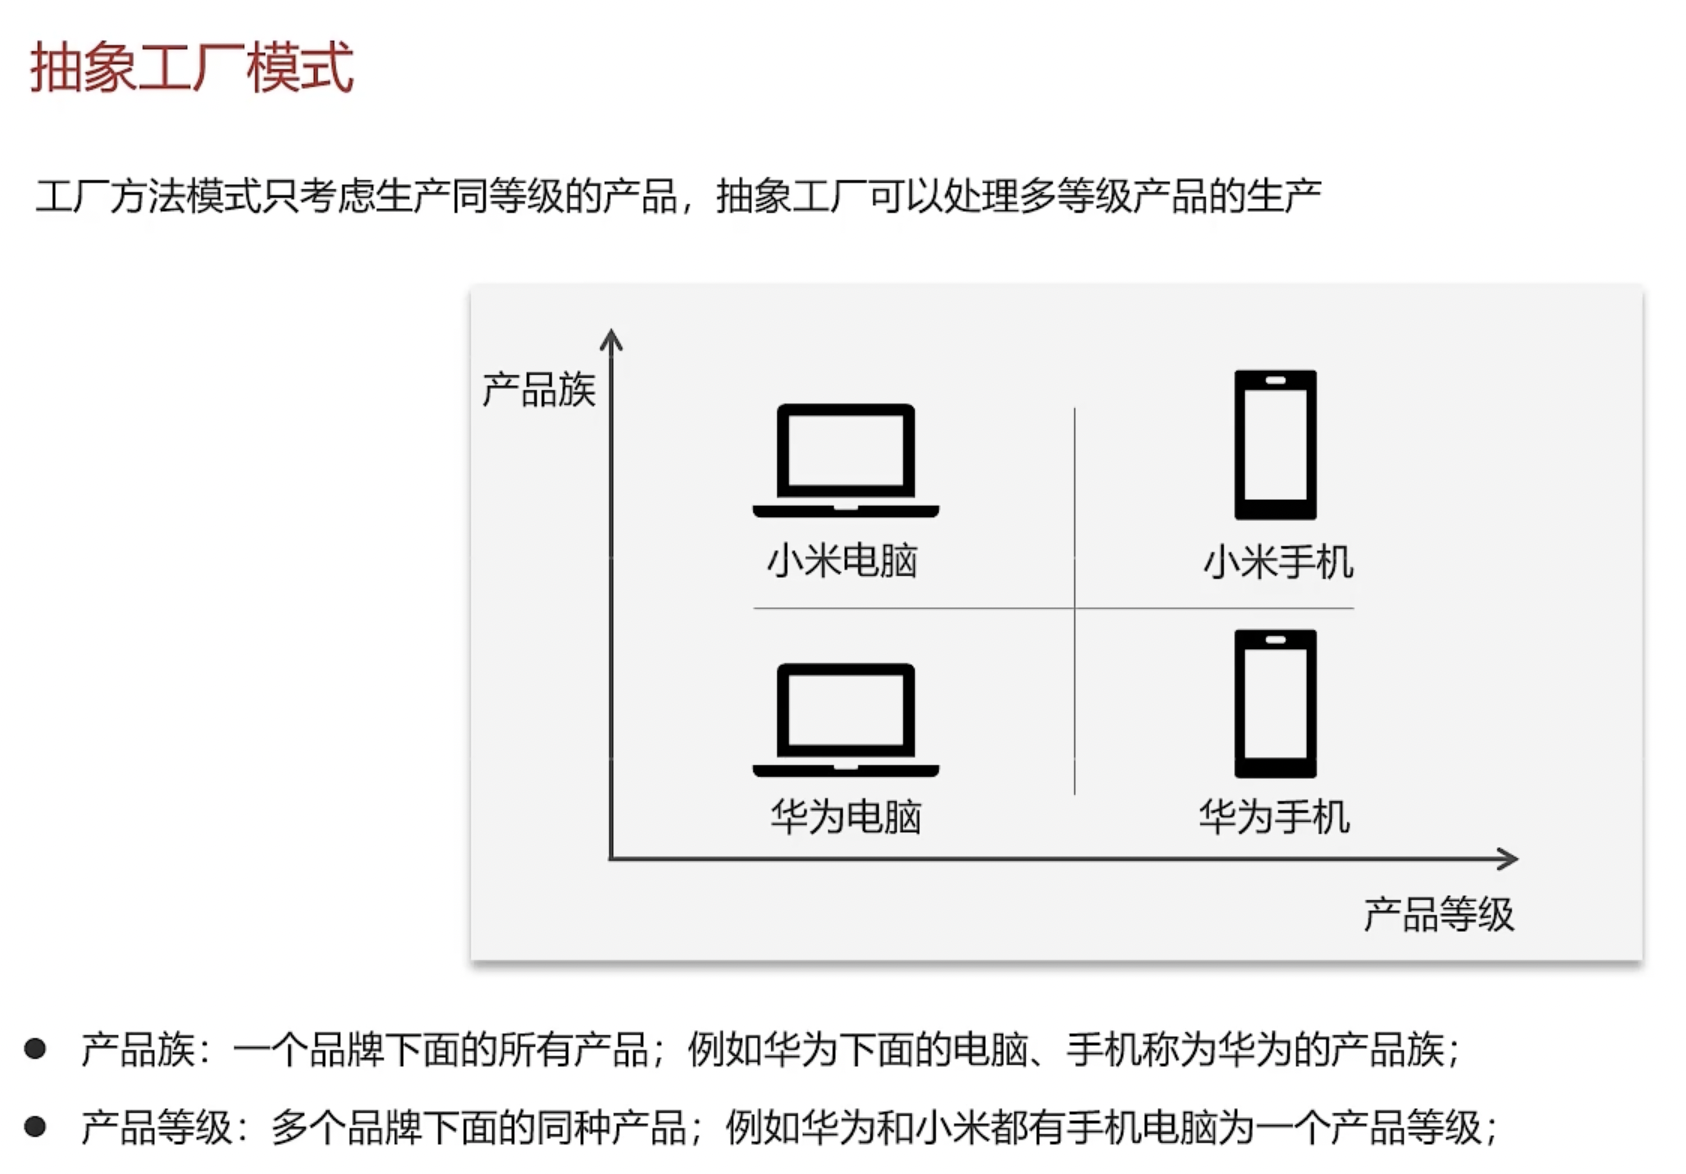 抽象工厂模式
工厂方法模式只考虑生产同等级的产品，抽象工厂可以处理多等级产品的生产
产品族
小米电脑
小米手机
华为电脑
华为手机
产品等级
● 产品族：一个品牌下面的所有产品；例如华为下面的电脑、手机称为华为的产品族；
● 产品等级：多个品牌下面的同种产品；例如华为和小米都有手机电脑为一个产品等级；